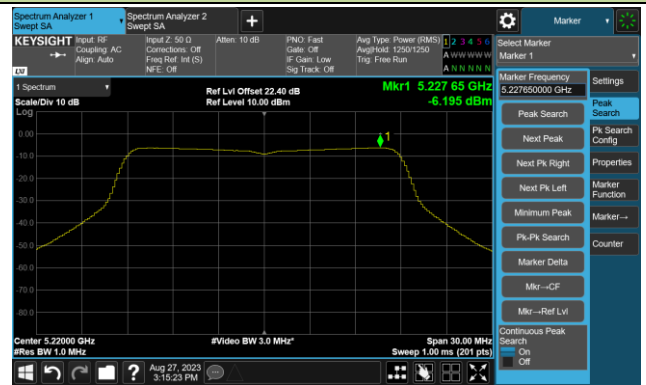 Spectrum Analyzer 1
Swept SA
Spectrum Analyzer 2
Swept SA
+
Marker
KEYSIGHT
Input: RF
Coupling: AC
Align: Auto
Input Z: 50 Ω
Corrections: Off
Freq Ref: Int (S)
NFE: Off
Atten: 10 dB
PNO: Fast
Gate: Off
IF Gain: Low
Sig Track: Off
Avg Type: Power (RMS)
Avg|Hold: 1250/1250
Trig: Free Run
1 2 3 4 5 6
A W W W W W
A N N N N N
LXI
Select Marker
Marker 1
1 Spectrum
Scale/Div 10 dB
Log
Ref Lvl Offset 22.40 dB
Ref Level 10.00 dBm
Mkr1 5.227 65 GHz
-6.195 dBm
0.00
-10.0
-20.0
-30.0
-40.0
-50.0
-60.0
-70.0
-80.0
1
Center 5.22000 GHz
#Res BW 1.0 MHz
#Video BW 3.0 MHz*
Span 30.00 MHz
Sweep 1.00 ms (201 pts)
Marker Frequency
5.227650000 GHz
Peak Search
Next Peak
Next Pk Right
Next Pk Left
Minimum Peak
Pk-Pk Search
Marker Delta
Mkr→CF
Mkr→Ref Lvl
Continuous Peak
Search
On
Off
Settings
Peak
Search
Pk Search
Config
Properties
Marker
Function
Marker→
Counter
?
Aug 27, 2023
3:15:23 PM